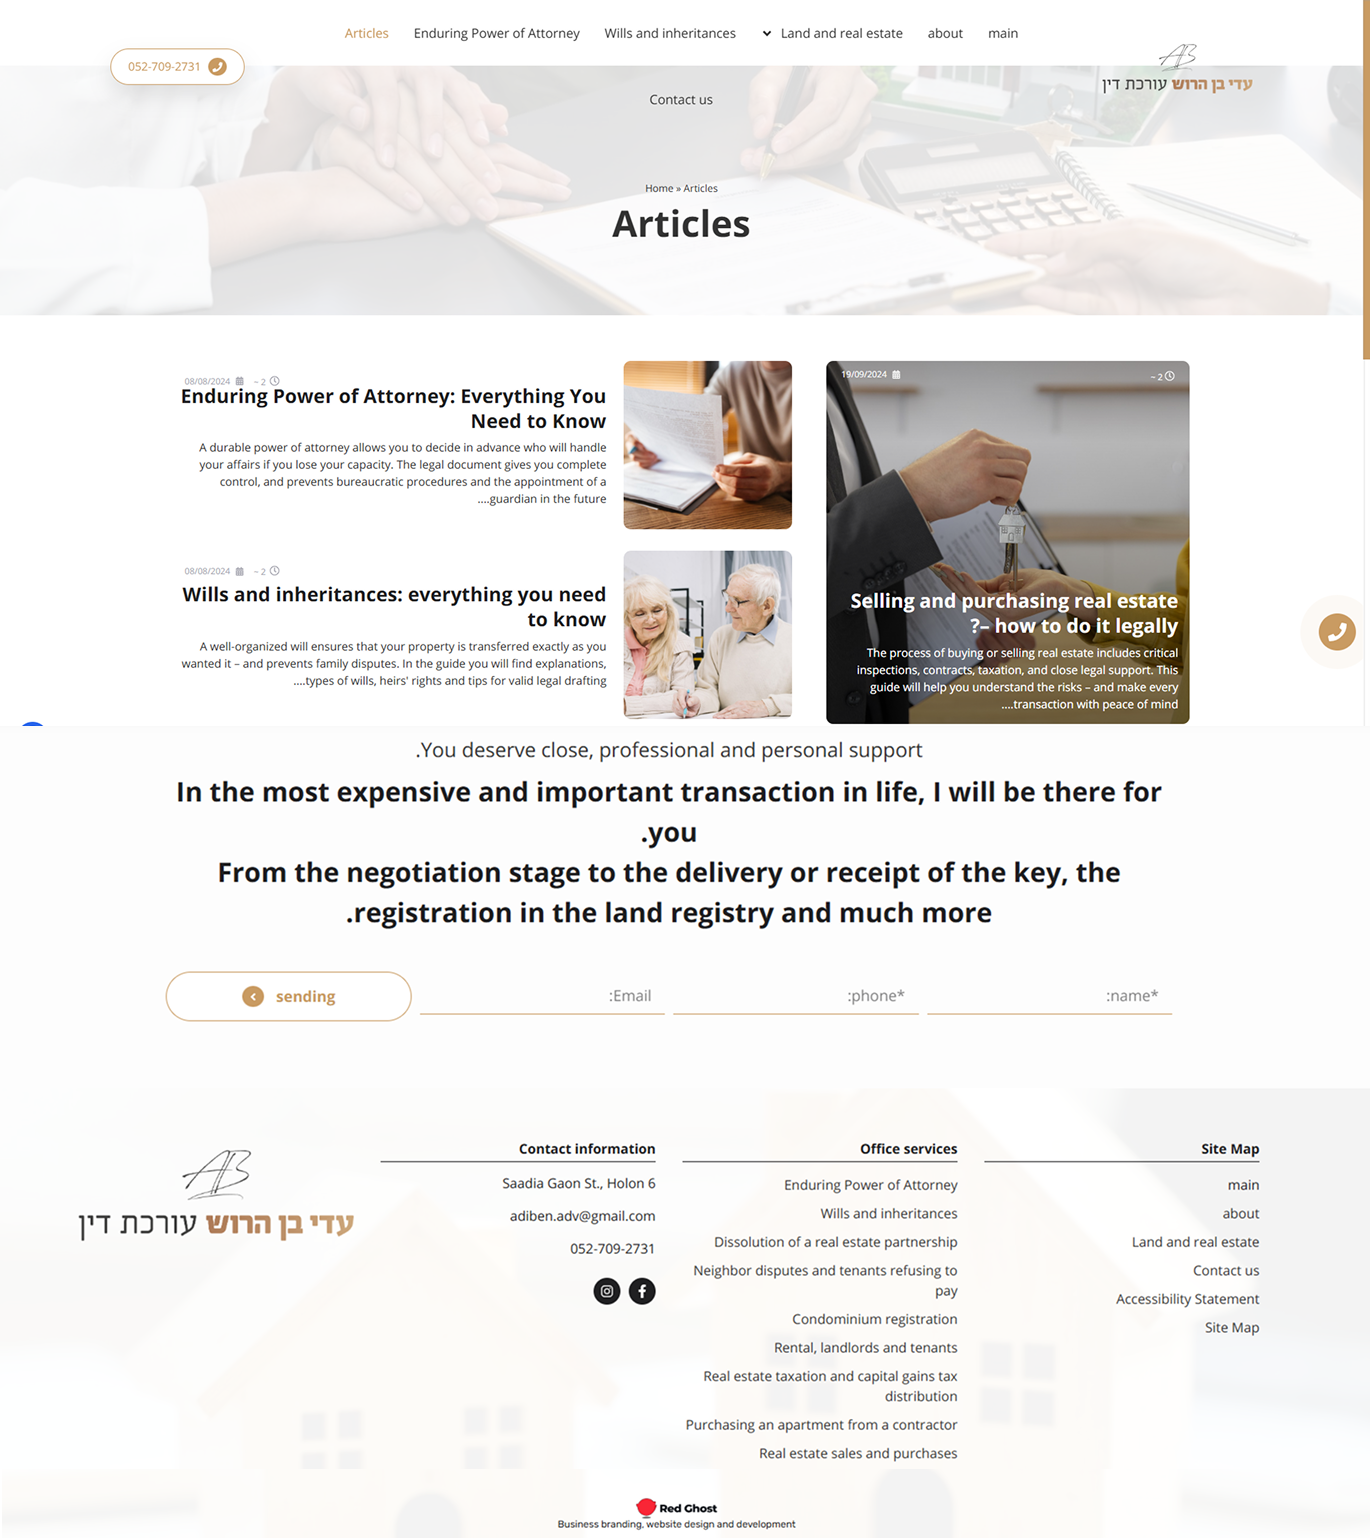 Articles
Enduring Power of Attorney
Wills and inheritances
Land and real estate
about
main
052-709-2731
AB
עדי בן הרוש עורכת דין
Contact us
Home » Articles
Articles
08/08/2024 ~ 2
Enduring Power of Attorney: Everything You
Need to Know
A durable power of attorney allows you to decide in advance who will handle
your affairs if you lose your capacity. The legal document gives you complete
control, and prevents bureaucratic procedures and the appointment of a
....guardian in the future
08/08/2024 ~ 2
Wills and inheritances: everything you need
to know
A well-organized will ensures that your property is transferred exactly as you
wanted it – and prevents family disputes. In the guide you will find explanations,
....types of wills, heirs' rights and tips for valid legal drafting
19/09/2024 ~ 2
Selling and purchasing real estate
?– how to do it legally
The process of buying or selling real estate includes critical
inspections, contracts, taxation, and close legal support. This
guide will help you understand the risks – and make every
....transaction with peace of mind
.You deserve close, professional and personal support
In the most expensive and important transaction in life, I will be there for
.you
From the negotiation stage to the delivery or receipt of the key, the
.registration in the land registry and much more
sending
:Email
:phone*
:name*
AB
עדי בן הרוש עורכת דין
Contact information
Saadia Gaon St., Holon 6
adiben.adv@gmail.com
052-709-2731
Office services
Enduring Power of Attorney
Wills and inheritances
Dissolution of a real estate partnership
Neighbor disputes and tenants refusing to
pay
Condominium registration
Rental, landlords and tenants
Real estate taxation and capital gains tax
distribution
Purchasing an apartment from a contractor
Real estate sales and purchases
Site Map
main
about
Land and real estate
Contact us
Accessibility Statement
Site Map
Red Ghost
Business branding, website design and development